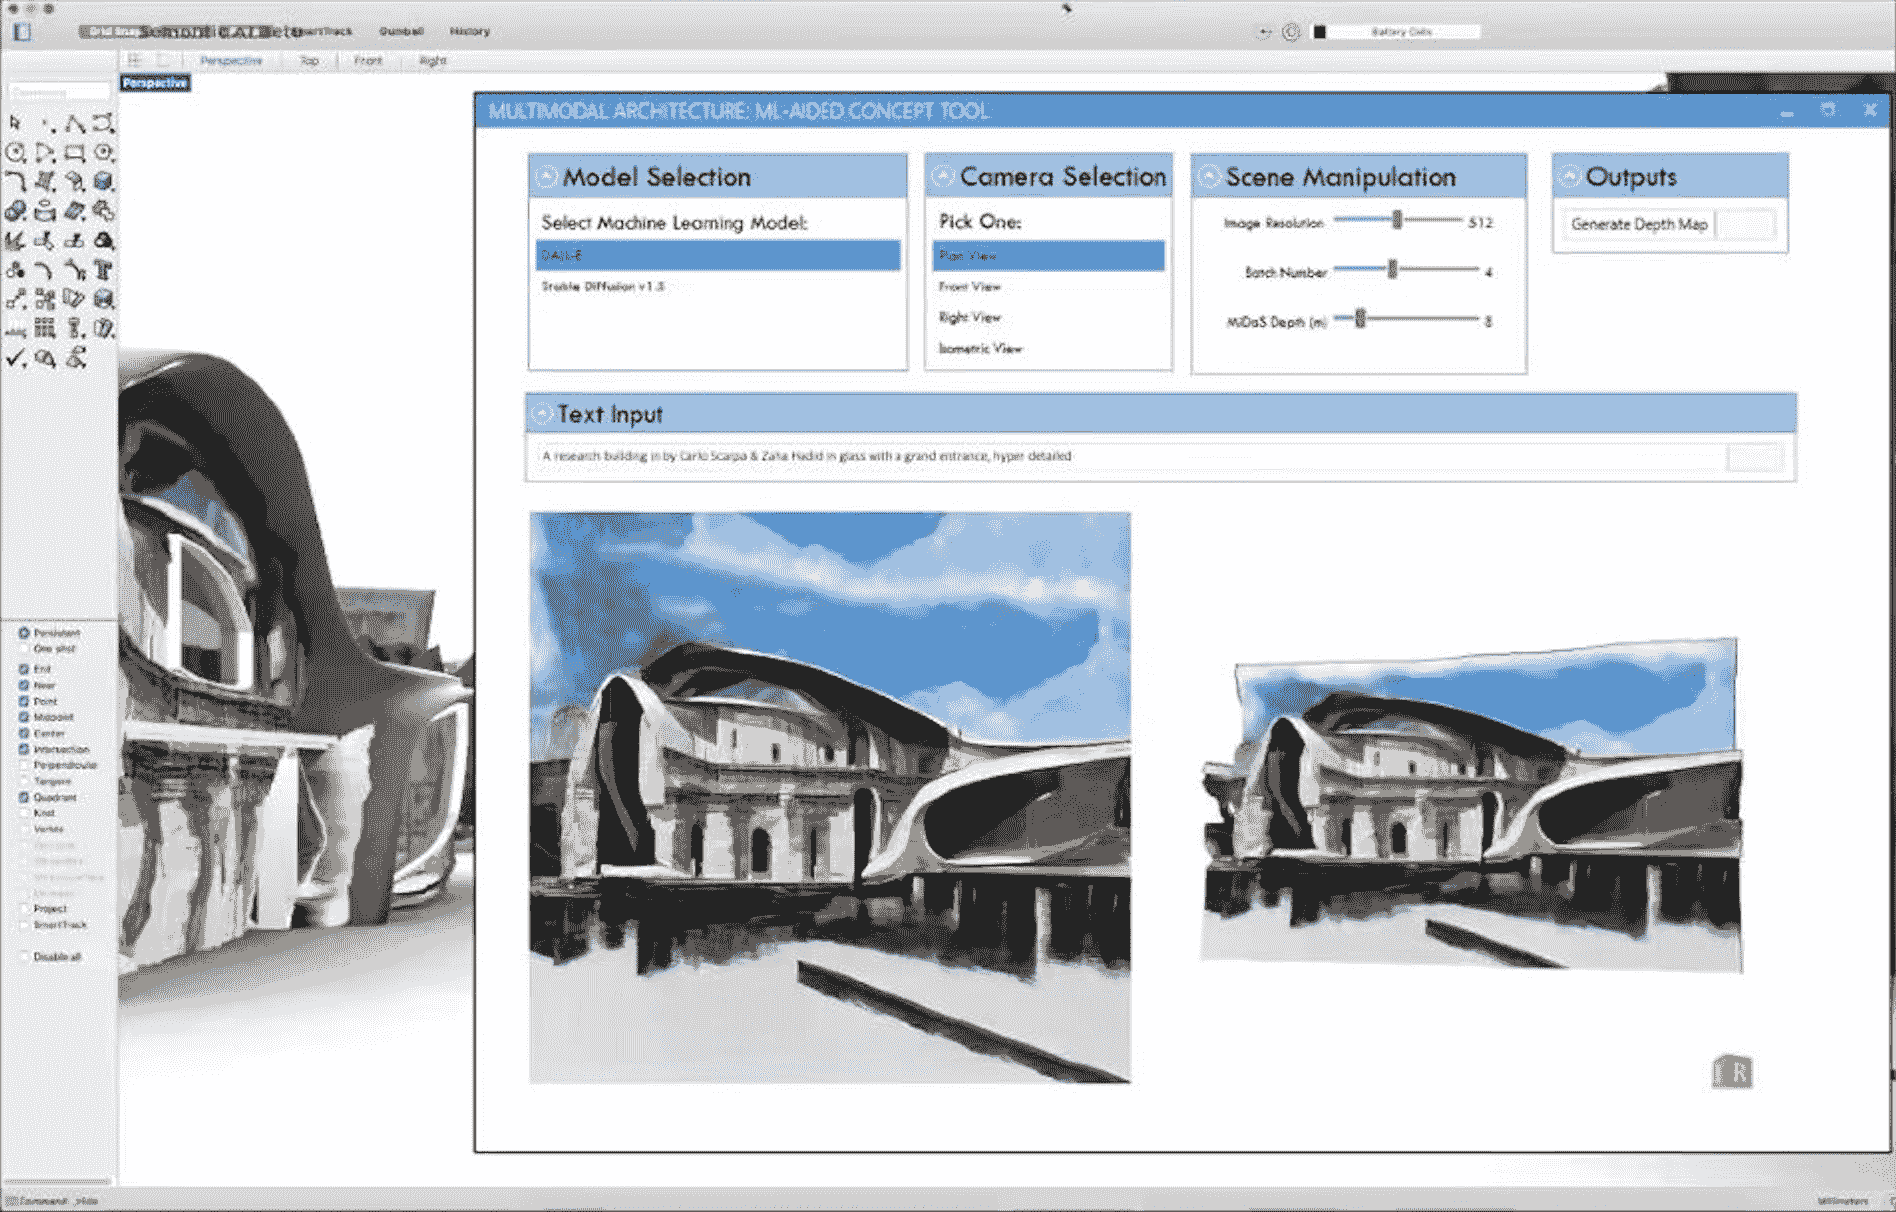 SmartTrack Gumball History
Battery Cells
Perspective Top Front Right
Perspective
MULTIMODAL ARCHITECTURE: ML-AIDED CONCEPT TOOL
Model Selection
Select Machine Learning Model:
DALL-E
Stable Diffusion v1.5
Camera Selection
Pick One:
Plan View
Front View
Right View
Isometric View
Scene Manipulation
Image Resolution 512
Batch Number 4
MiDaS Depth (m) 8
Outputs
Generate Depth Map
Text Input
A research building in by Carlo Scarpa & Zaha Hadid in glass with a grand entrance, hyper detailed
Persistent
One shot
End
Near
Point
Midpoint
Center
Intersection
Perpendicular
Tangent
Quadrant
Knot
Vertex
Project
SmartTrack
Disable all
R
Command:
Millimeters